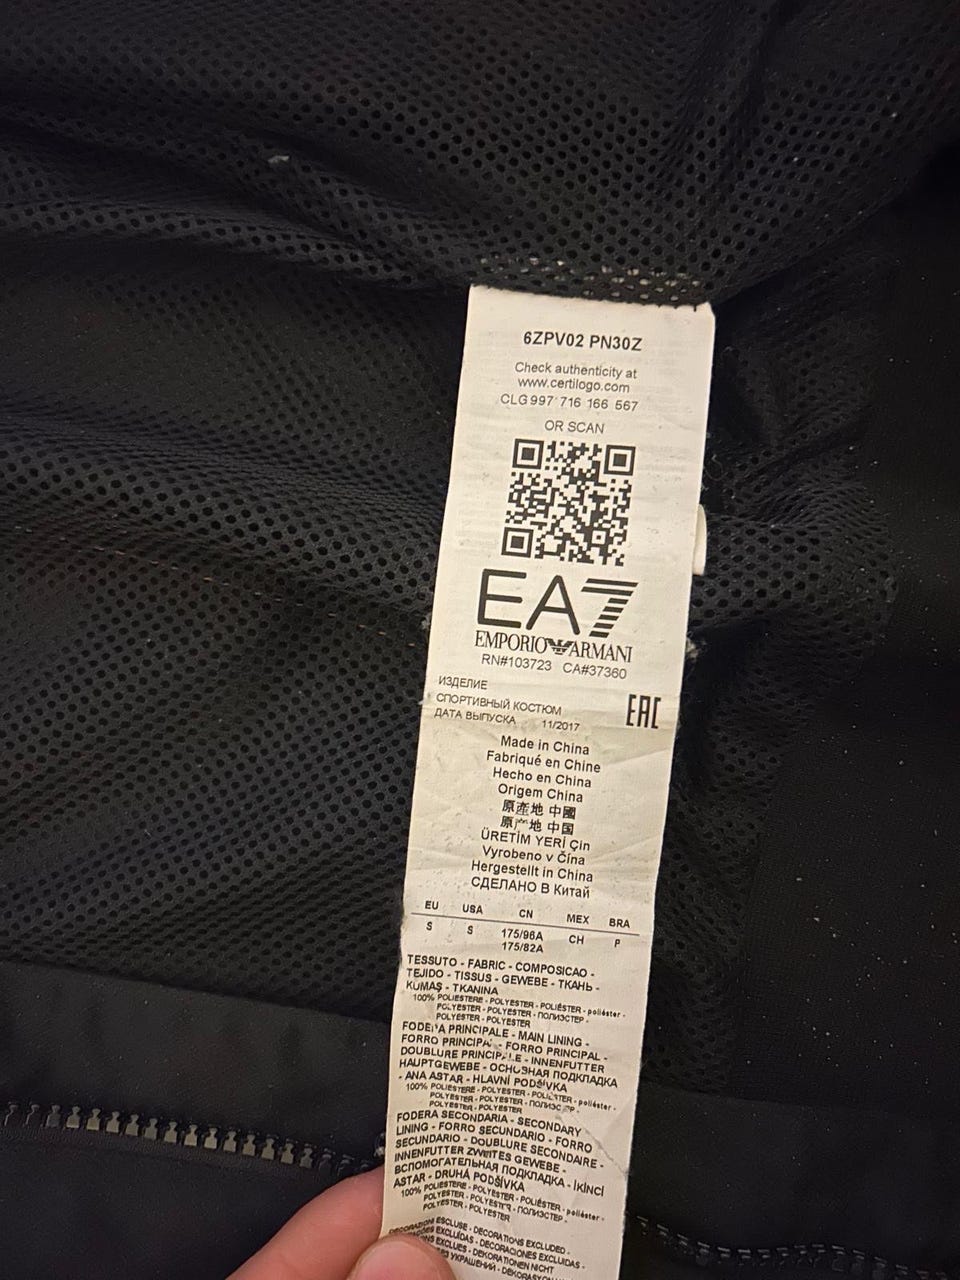 6ZPV02 PN30Z
Check authenticity at
www.certilogo.com
CLG 997 716 166 567
OR SCAN
EA7
EMPORIO ARMANI
RN#103723 CA#37360
ИЗДЕЛИЕ
СПОРТИВНЫЙ КОСТЮМ
ДАТА ВЫПУСКА 11/2017
EAC
Made in China
Fabriqué en Chine
Hecho en China
Origem China
原產地 中國
原产地 中国
ÜRETİM YERİ Çin
Vyrobeno v Čína
Hergestellt in China
СДЕЛАНО В Китай
EU USA CN MEX BRA
S S 175/96A CH P
175/82A
TESSUTO - FABRIC - COMPOSICAO -
TEJIDO - TISSUS - GEWEBE - ТКАНЬ -
KUMAŞ - TKANINA
100% POLIESTERE - POLYESTER - POLIÉSTER - poliéster -
POLYESTER - POLYESTER - ПОЛИЭСТЕР -
POLYESTER - POLYESTER
FODERA PRINCIPALE - MAIN LINING -
FORRO PRINCIPAL - FORRO PRINCIPAL -
DOUBLURE PRINCIPALE - INNENFUTTER
HAUPTGEWEBE - ОСНОВНАЯ ПОДКЛАДКА
- ANA ASTAR - HLAVNÍ PODŠÍVKA
100% POLIESTERE - POLYESTER - POLIÉSTER - poliéster -
POLYESTER - POLYESTER - ПОЛИЭСТЕР -
POLYESTER - POLYESTER
FODERA SECONDARIA - SECONDARY
LINING - FORRO SECUNDARIO - FORRO
SECUNDARIO - DOUBLURE SECONDAIRE -
INNENFUTTER ZWEITES GEWEBE -
ВСПОМОГАТЕЛЬНАЯ ПОДКЛАДКА - İKİNCİ
ASTAR - DRUHÁ PODŠÍVKA
100% POLIESTERE - POLYESTER - POLIÉSTER - poliéster -
POLYESTER - POLYESTER - ПОЛИЭСТЕР -
POLYESTER - POLYESTER
DECORAZIONI ESCLUSE - DECORATIONS EXCLUDED -
EXCLUÍDAS - DECORACIONES EXCLUIDAS -
EXCLUES - DEKORATIONEN NICHT
УКРАШЕНИЙ